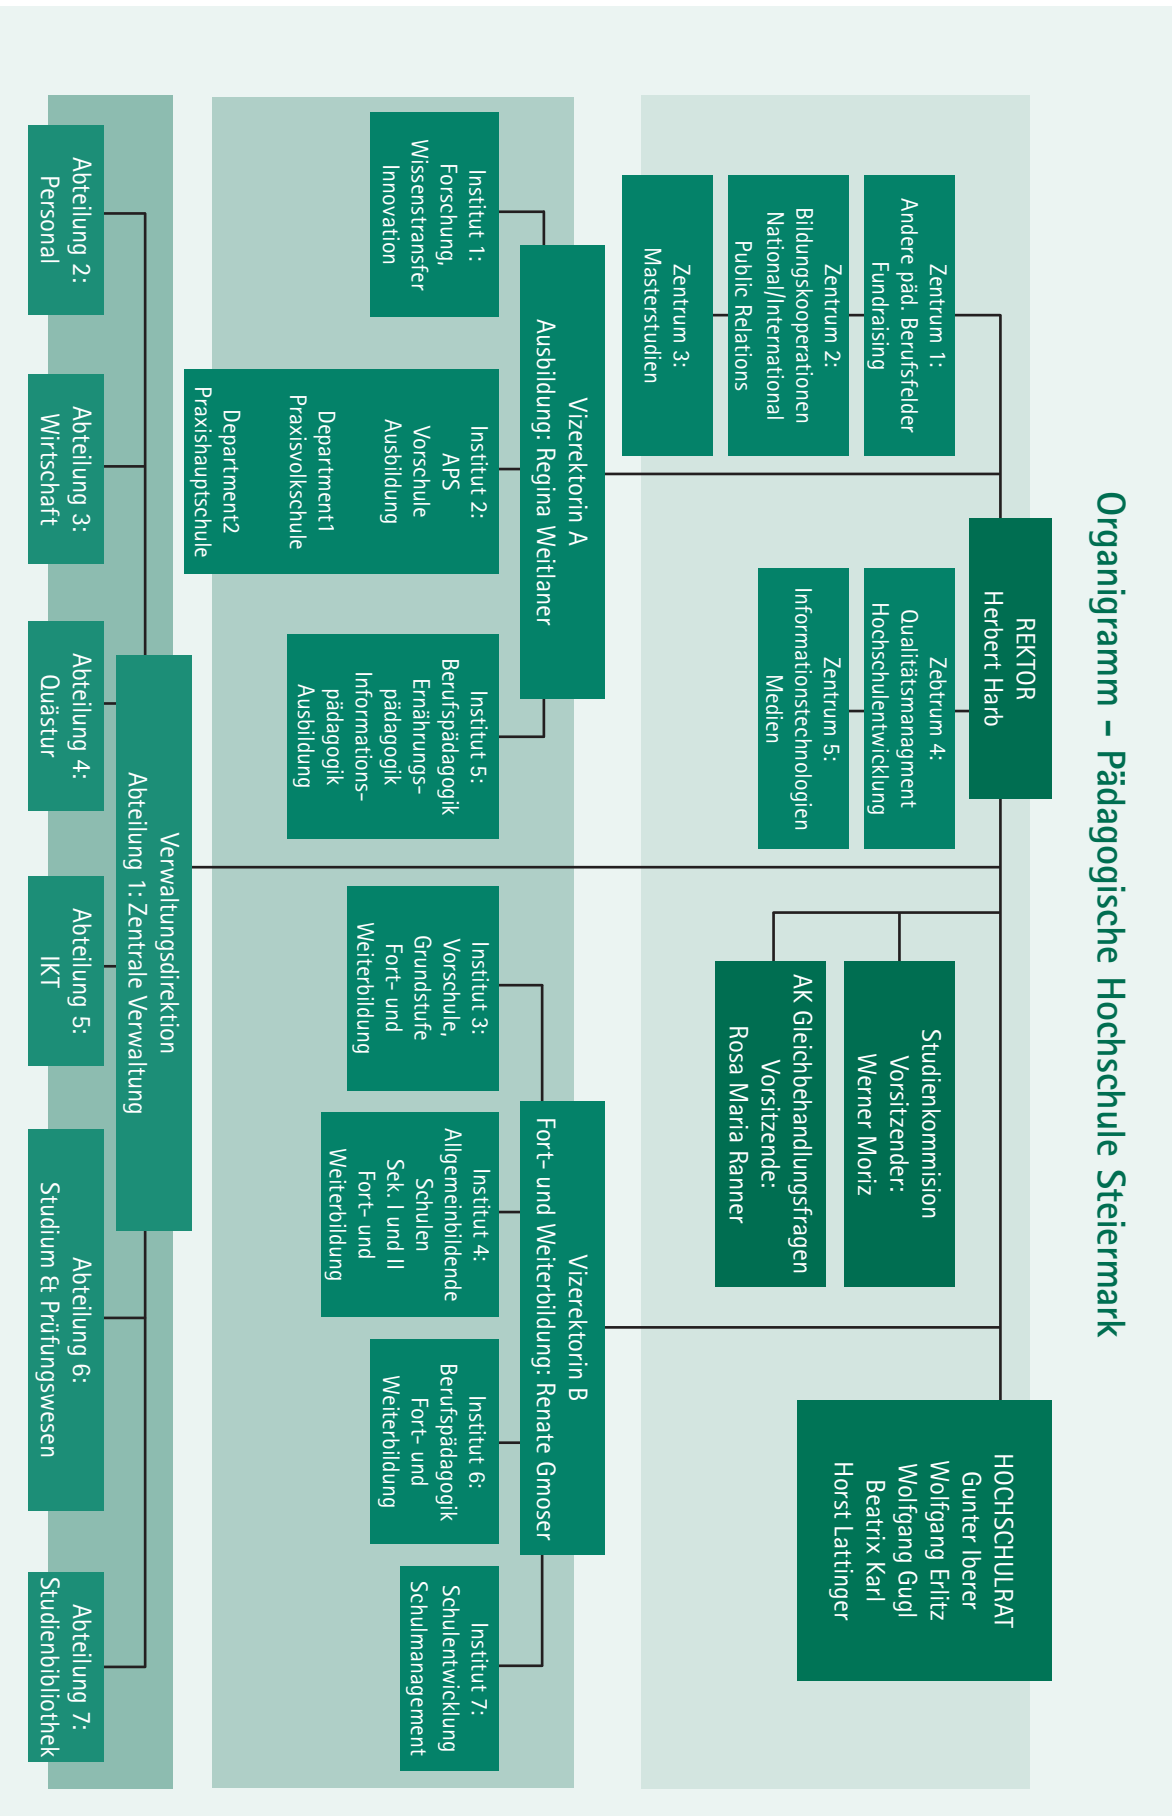 Organigramm – Pädagogische Hochschule Steiermark
REKTOR
Herbert Harb
HOCHSCHULRAT
Gunter Iberer
Wolfgang Erlitz
Wolfgang Gugl
Beatrix Karl
Horst Lattinger
Zentrum 1:
Andere päd. Berufsfelder
Fundraising
Zentrum 2:
Bildungskooperationen
National/International
Public Relations
Zentrum 3:
Masterstudien
Zebtrum 4:
Qualitätsmanagment
Hochschulentwicklung
Zentrum 5:
Informationstechnologien
Medien
Studienkommision
Vorsitzender:
Werner Moriz
AK Gleichbehandlungsfragen
Vorsitzende:
Rosa Maria Ranner
Vizerektorin A
Ausbildung: Regina Weitlaner
Vizerektorin B
Fort- und Weiterbildung: Renate Gmoser
Institut 1:
Forschung,
Wissenstransfer
Innovation
Institut 2:
APS
Vorschule
Ausbildung
Department1
Praxisvolkschule
Department2
Praxishauptschule
Institut 5:
Berufspädagogik
Ernährungs-
pädagogik
Informations-
pädagogik
Ausbildung
Institut 3:
Vorschule,
Grundstufe
Fort- und
Weiterbildung
Institut 4:
Allgemeinbildende
Schulen
Sek. I und II
Fort- und
Weiterbildung
Institut 6:
Berufspädagogik
Fort- und
Weiterbildung
Institut 7:
Schulentwicklung
Schulmanagement
Verwaltungsdirektion
Abteilung 1: Zentrale Verwaltung
Abteilung 2:
Personal
Abteilung 3:
Wirtschaft
Abteilung 4:
Quästur
Abteilung 5:
IKT
Abteilung 6:
Studium & Prüfungswesen
Abteilung 7:
Studienbibliothek